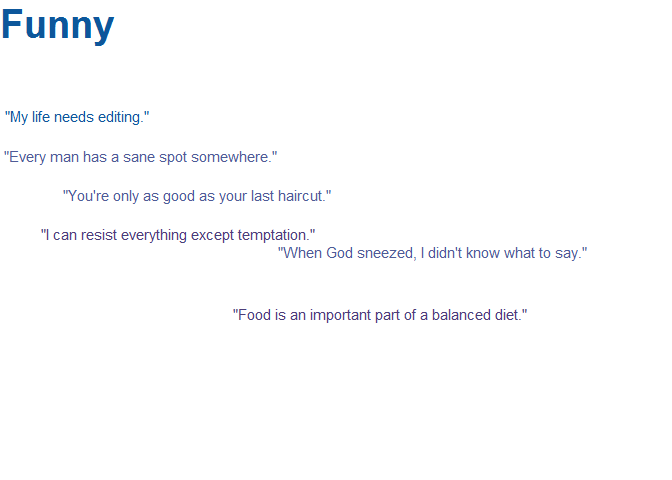 Funny
"My life needs editing."
"Every man has a sane spot somewhere."
"You're only as good as your last haircut."
"I can resist everything except temptation."
"When God sneezed, I didn't know what to say."
"Food is an important part of a balanced diet."